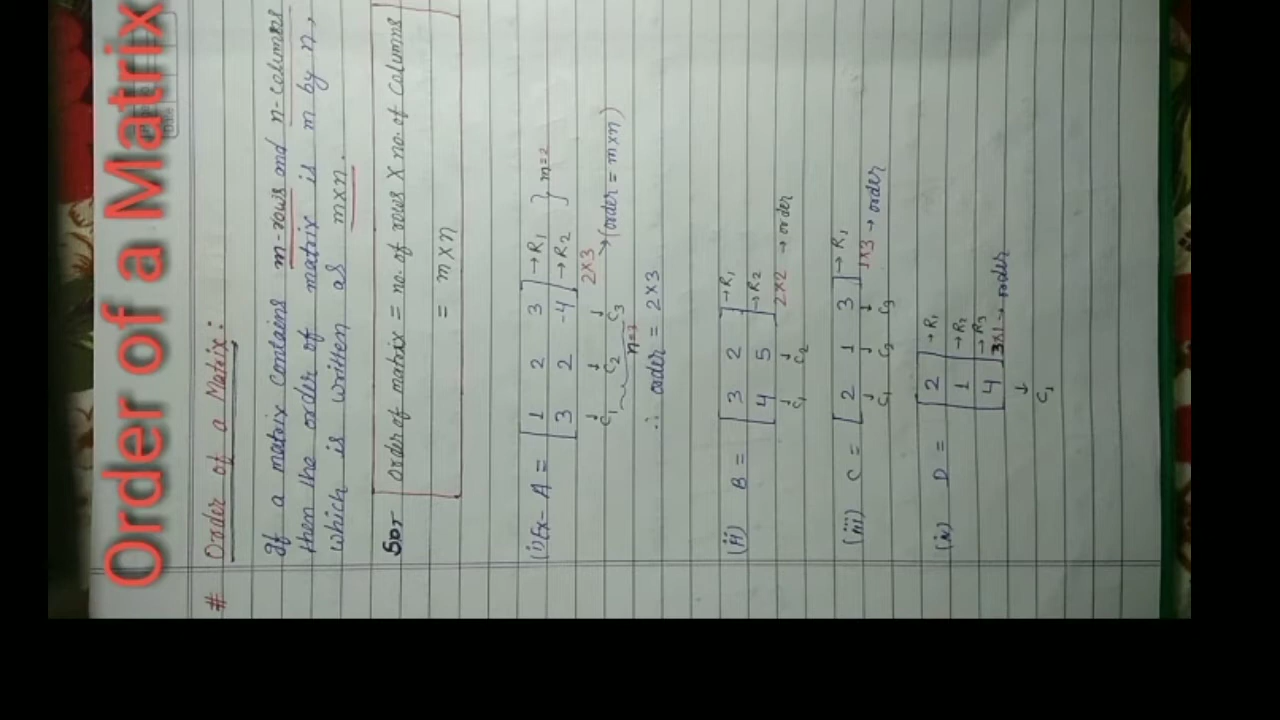 Order of a Matrix
# Order of a Matrix:
If a matrix contains m-rows and n-columns
then the order of matrix is m by n,
which is written as m×n.
Sol order of matrix = no. of rows X no. of Columns
= m×n
(i) Ex- A = [ 1 2 3 ] → R1
[ 3 2 -4 ] → R2 } m=2
↓ ↓ ↓ 2×3
C1 C2 C3 → (order = m×n)
n=3
∴ order = 2×3
(ii) B = [ 3 2 ] → R1
[ 4 5 ] → R2
↓ ↓ 2×2 → order
C1 C2
(iii) C = [ 2 1 3 ] → R1
↓ ↓ ↓ 1×3 → order
C1 C2 C3
(iv) D = [ 2 ] → R1
[ 1 ] → R2
[ 4 ] → R3
3×1 → order
↓
C1